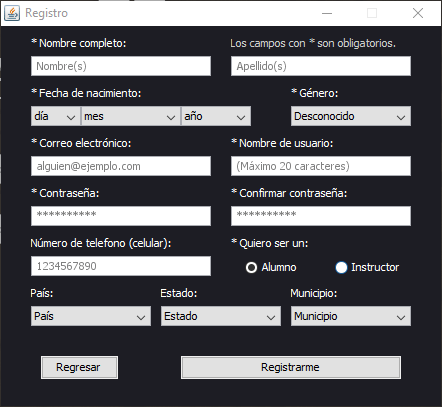 Registro
* Nombre completo:
Los campos con * son obligatorios.
Nombre(s)
Apellido(s)
* Fecha de nacimiento:
* Género:
día
mes
año
Desconocido
* Correo electrónico:
* Nombre de usuario:
alguien@ejemplo.com
(Máximo 20 caracteres)
* Contraseña:
* Confirmar contraseña:
**********
**********
Número de telefono (celular):
* Quiero ser un:
1234567890
Alumno
Instructor
País:
Estado:
Municipio:
País
Estado
Municipio
Regresar
Registrarme